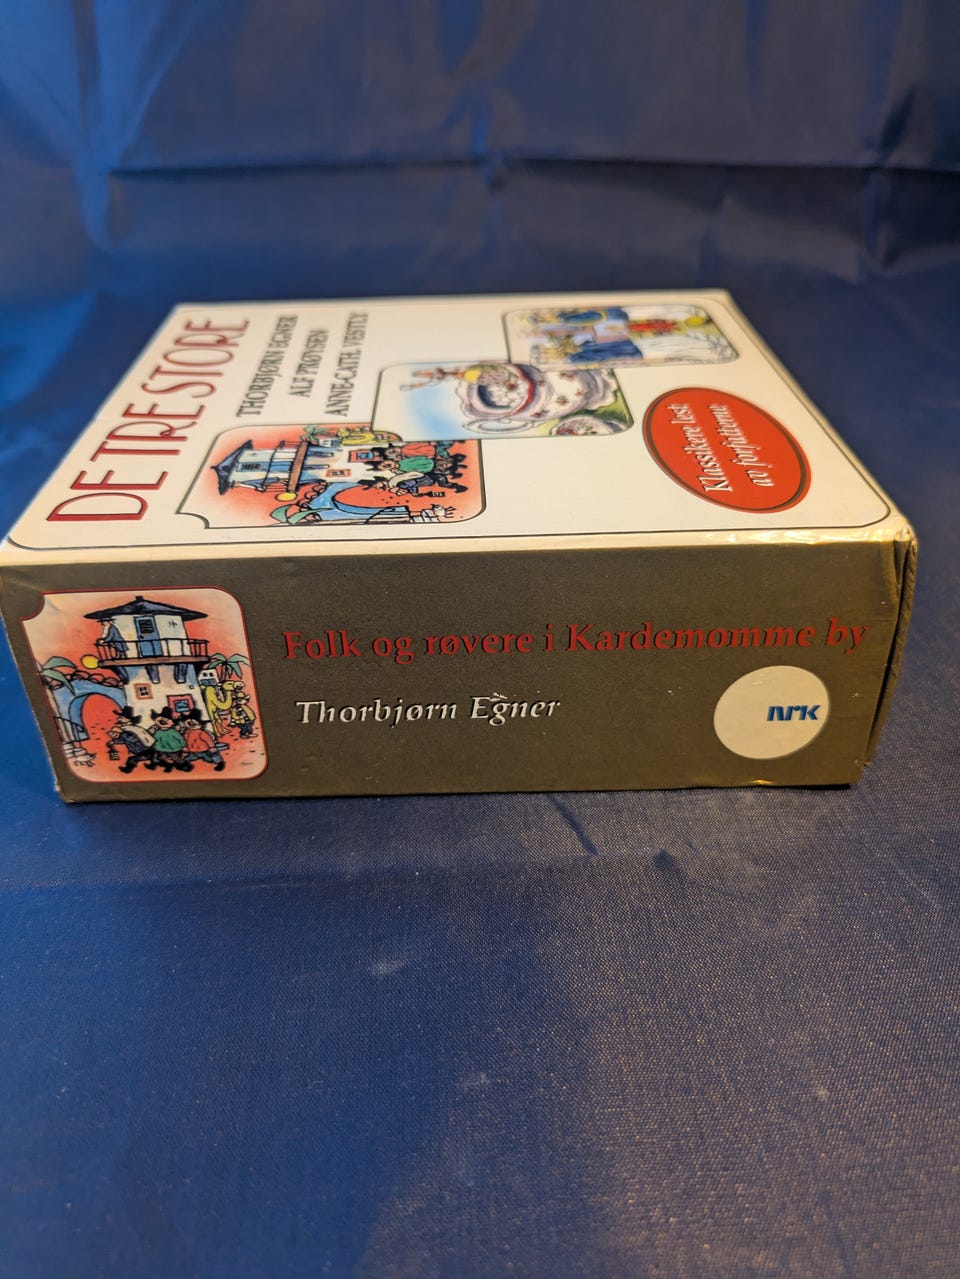 DE TRE STORE
THORBJØRN EGNER
ALF PRØYSEN
ANNE-CATH. VESTLY
Klassikere lest
av forfatterne
Folk og røvere i Kardemomme by
Thorbjørn Egner
NRK